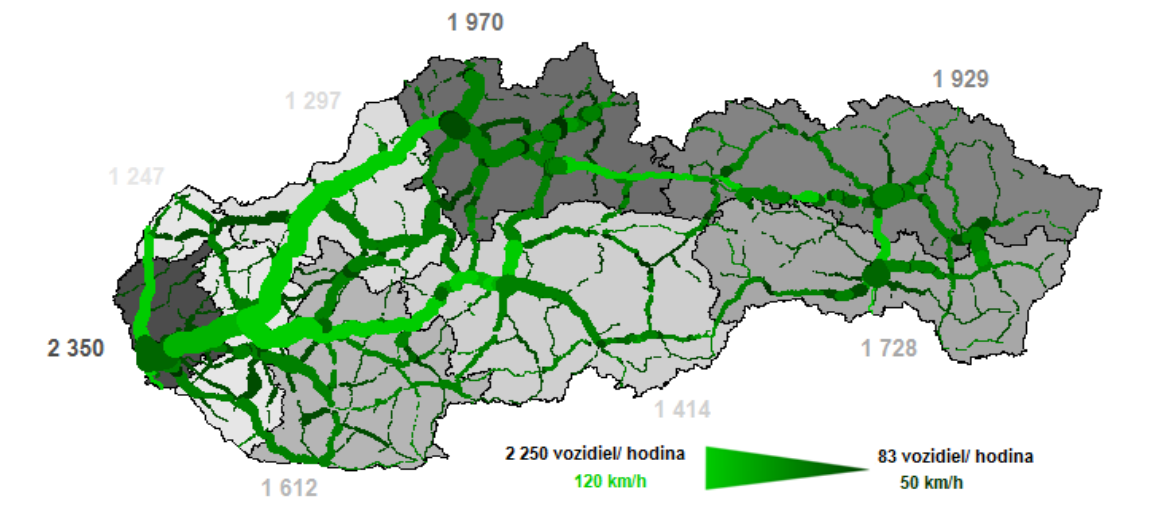 1 970
1 929
1 297
1 247
2 350
1 728
1 414
2 250 vozidiel/ hodina
120 km/h
83 vozidiel/ hodina
50 km/h
1 612